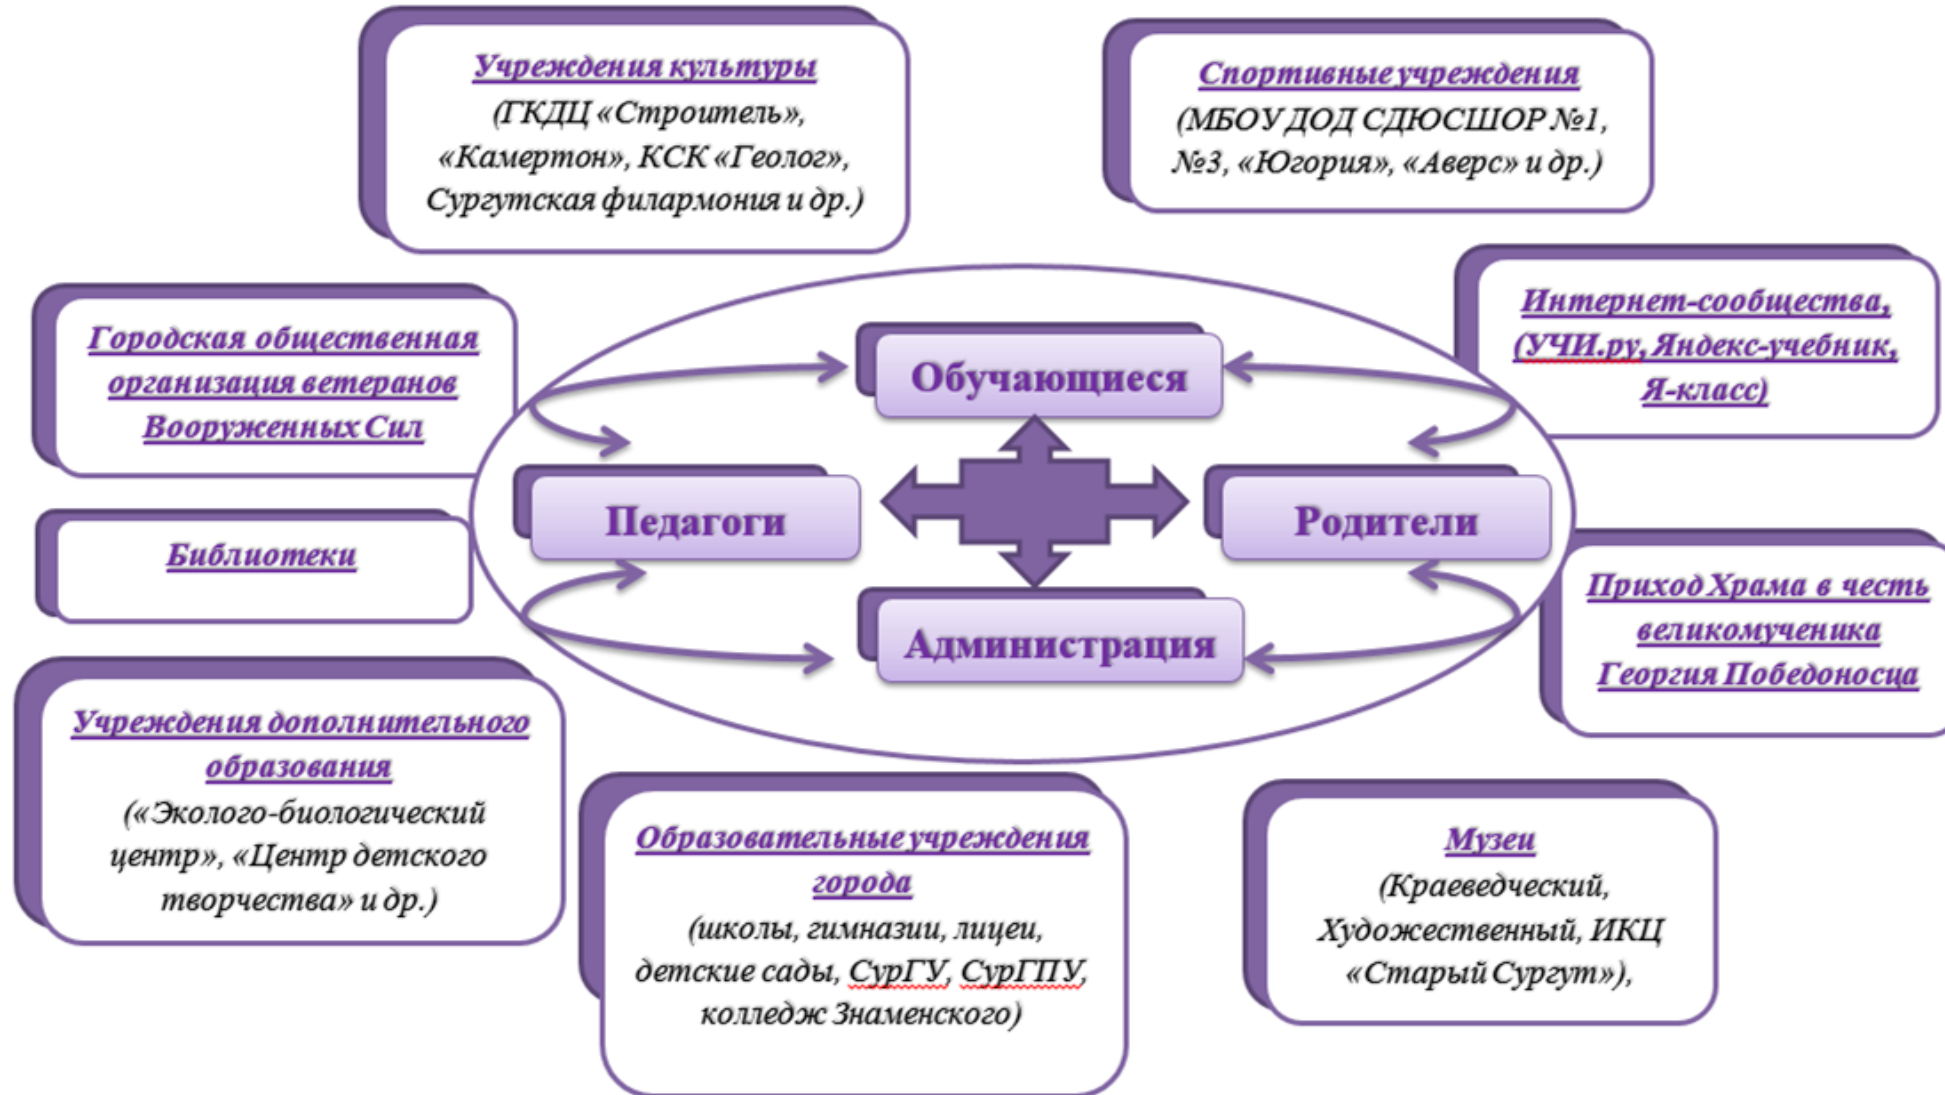 Учреждения культуры
(ГКДЦ «Строитель»,
«Камертон», КСК «Геолог»,
Сургутская филармония и др.)
Спортивные учреждения
(МБОУ ДОД СДЮСШОР №1,
№3, «Югория», «Аверс» и др.)
Городская общественная
организация ветеранов
Вооруженных Сил
Интернет-сообщества,
(УЧИ.ру, Яндекс-учебник,
Я-класс)
Обучающиеся
Педагоги
Родители
Администрация
Библиотеки
Приход Храма в честь
великомученика
Георгия Победоносца
Учреждения дополнительного
образования
(«Эколого-биологический
центр», «Центр детского
творчества» и др.)
Образовательные учреждения
города
(школы, гимназии, лицеи,
детские сады, СурГУ, СурГПУ,
колледж Знаменского)
Музеи
(Краеведческий,
Художественный, ИКЦ
«Старый Сургут»),